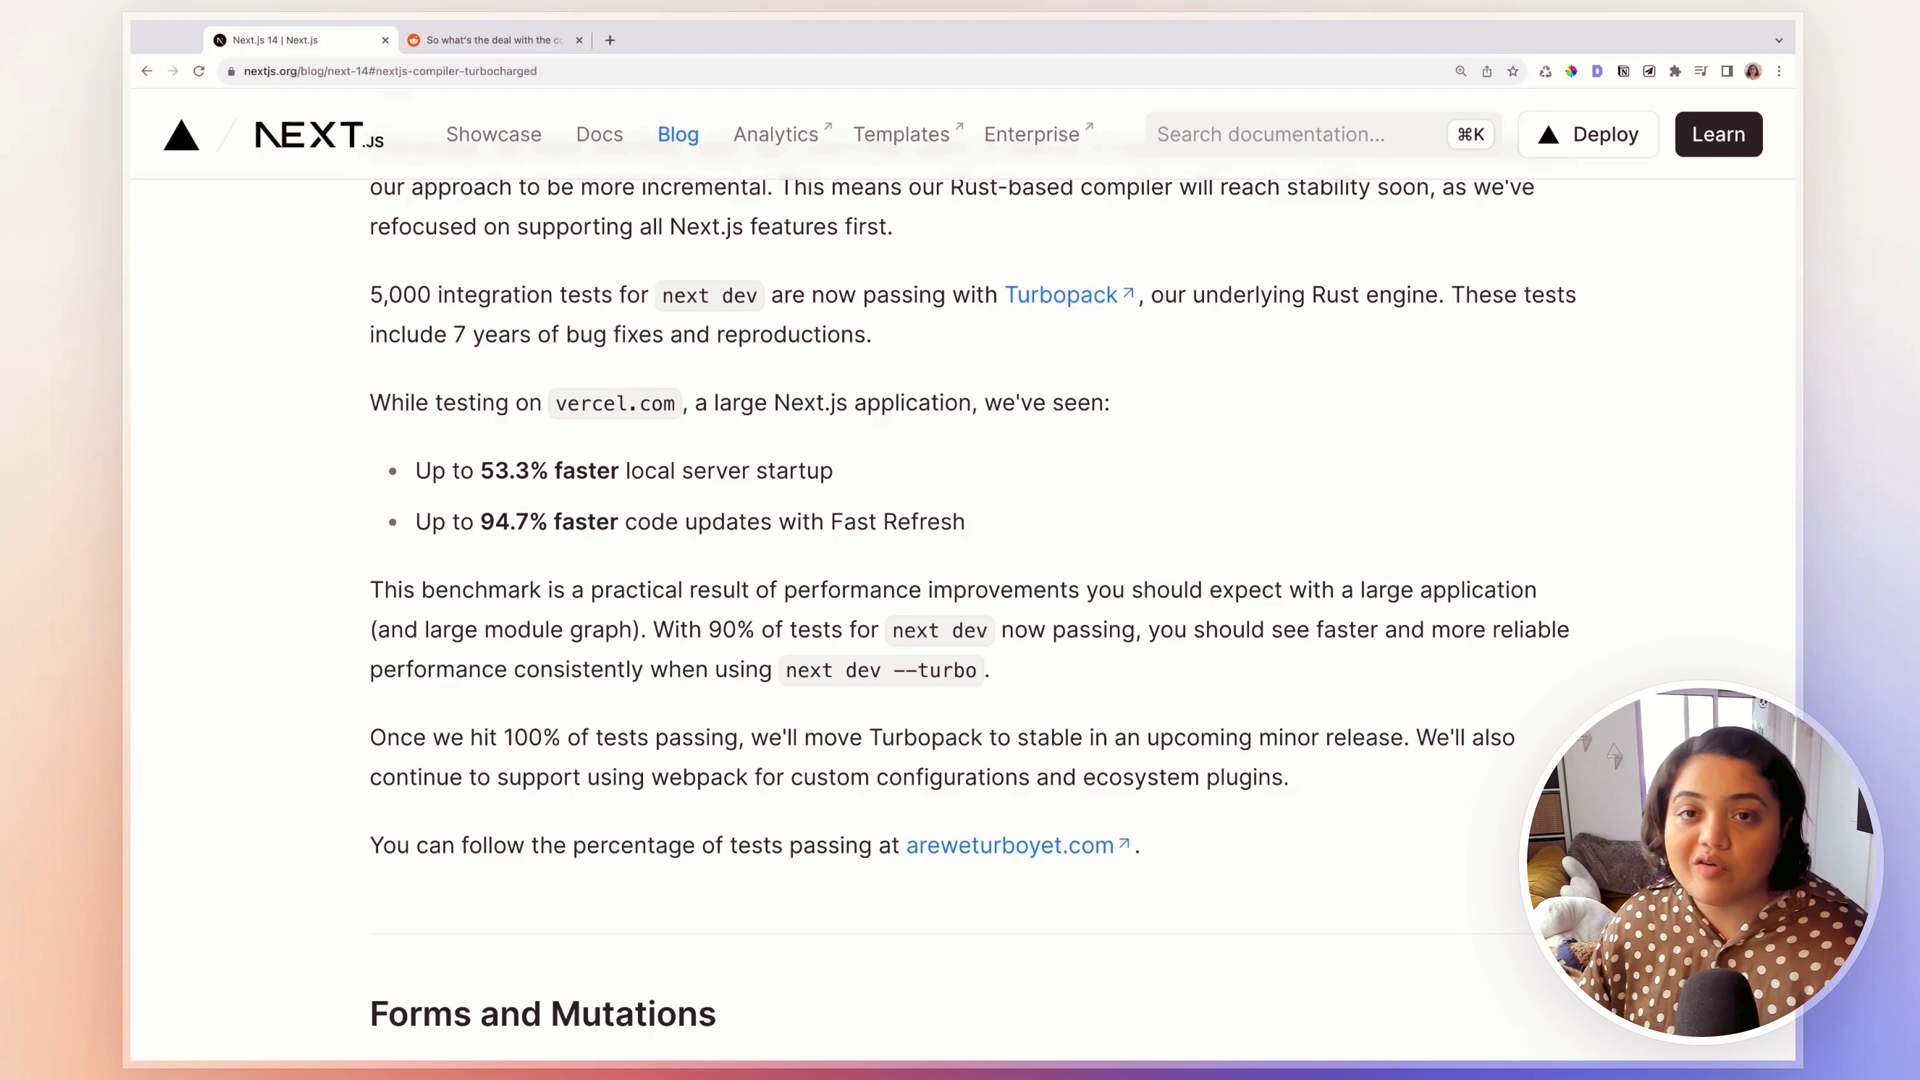 Next.js 14 | Next.js
So what's the deal with the co
nextjs.org/blog/next-14#nextjs-compiler-turbocharged
NEXT.JS
Showcase
Docs
Blog
Analytics
Templates
Enterprise
Search documentation...
⌘K
Deploy
Learn
our approach to be more incremental. This means our Rust-based compiler will reach stability soon, as we've
refocused on supporting all Next.js features first.
5,000 integration tests for next dev are now passing with Turbopack, our underlying Rust engine. These tests
include 7 years of bug fixes and reproductions.
While testing on vercel.com, a large Next.js application, we've seen:
Up to 53.3% faster local server startup
Up to 94.7% faster code updates with Fast Refresh
This benchmark is a practical result of performance improvements you should expect with a large application
(and large module graph). With 90% of tests for next dev now passing, you should see faster and more reliable
performance consistently when using next dev --turbo.
Once we hit 100% of tests passing, we'll move Turbopack to stable in an upcoming minor release. We'll also
continue to support using webpack for custom configurations and ecosystem plugins.
You can follow the percentage of tests passing at areweturboyet.com.
Forms and Mutations